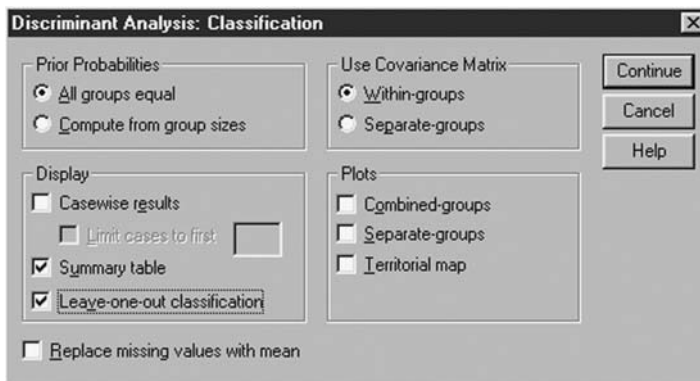 Discriminant Analysis: Classification
Prior Probabilities
All groups equal
Compute from group sizes
Use Covariance Matrix
Within-groups
Separate-groups
Continue
Cancel
Help
Display
Casewise results
Limit cases to first
Summary table
Leave-one-out classification
Plots
Combined-groups
Separate-groups
Territorial map
Replace missing values with mean